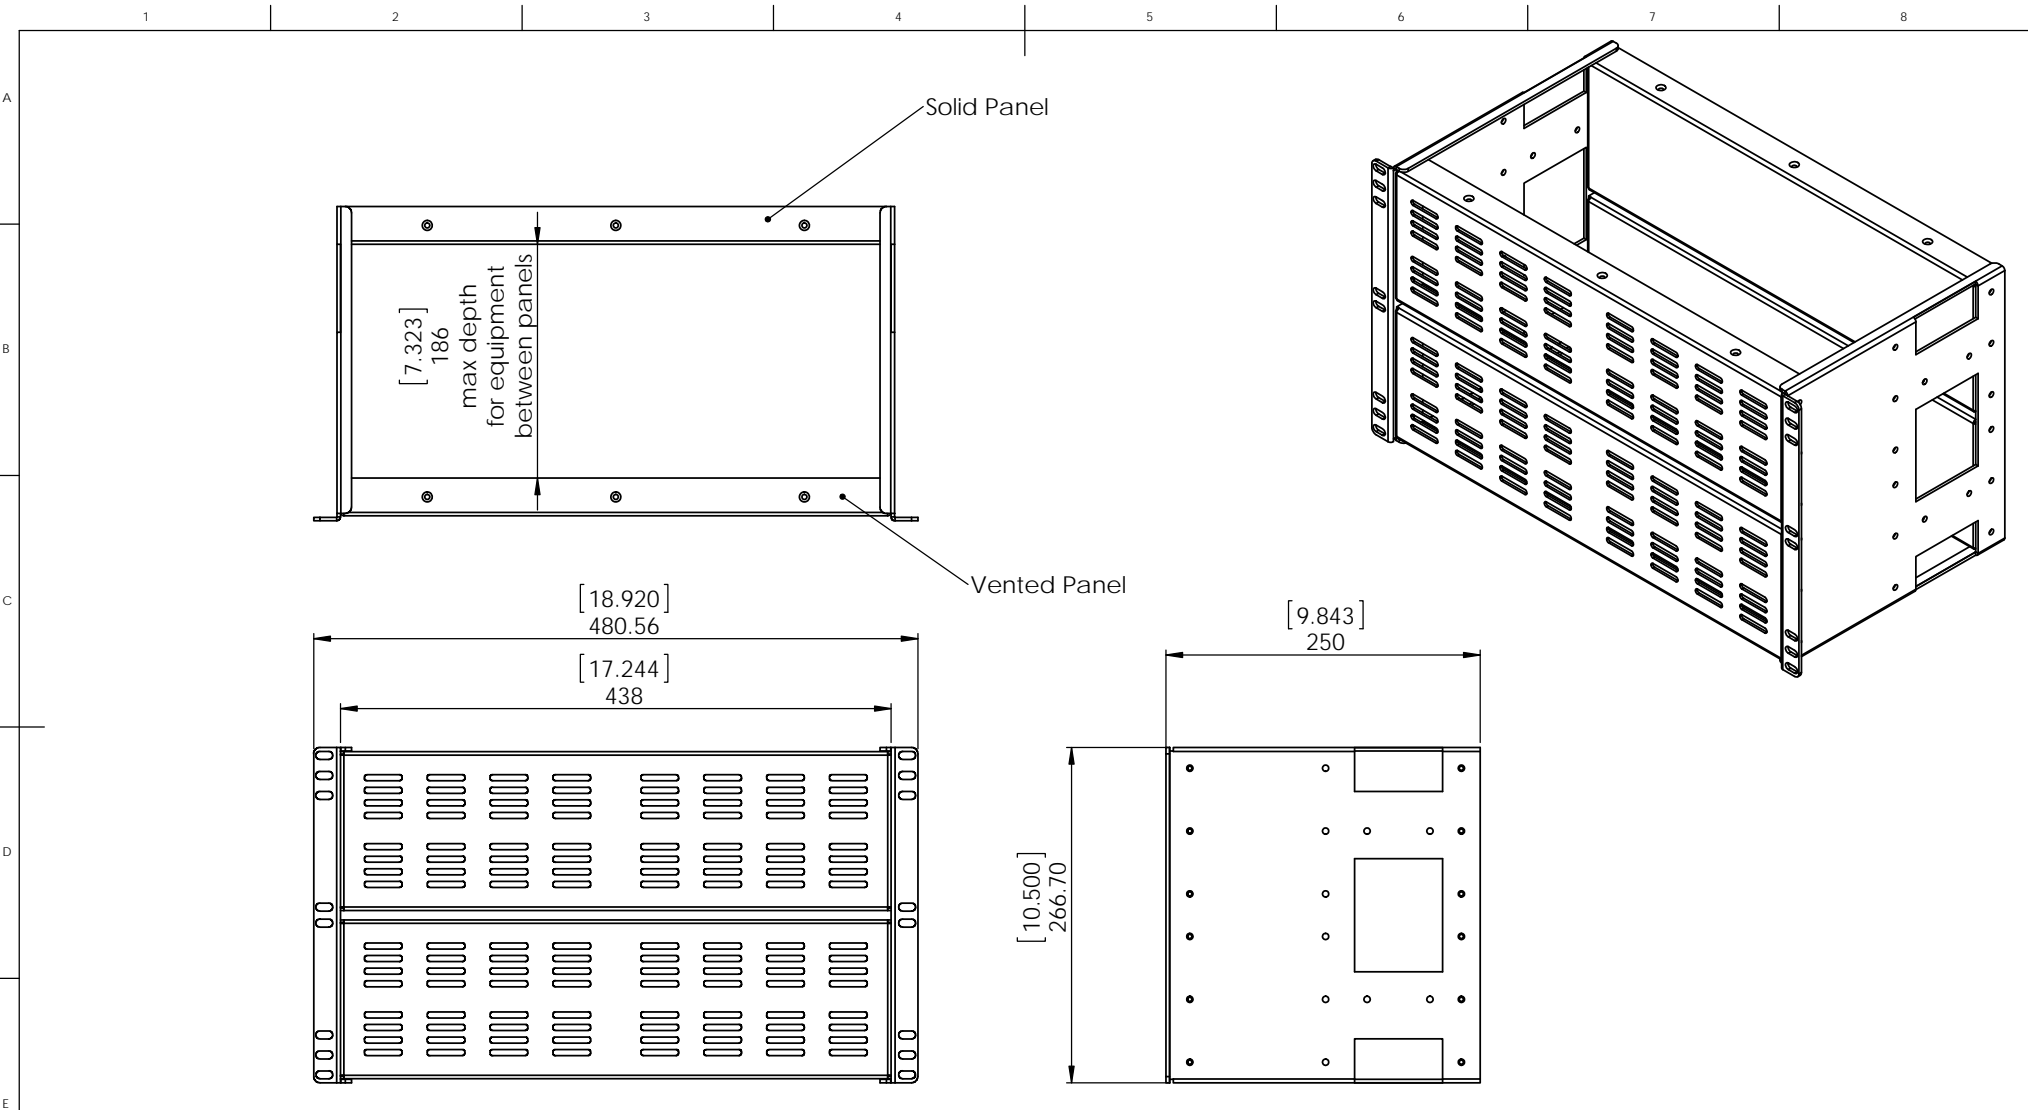 1 2 3 4 5 6 7 8
A
B
C
D
E
Solid Panel
[7.323]
186
max depth
for equipment
between panels
Vented Panel
[18.920]
480.56
[17.244]
438
[9.843]
250
[10.500]
266.70